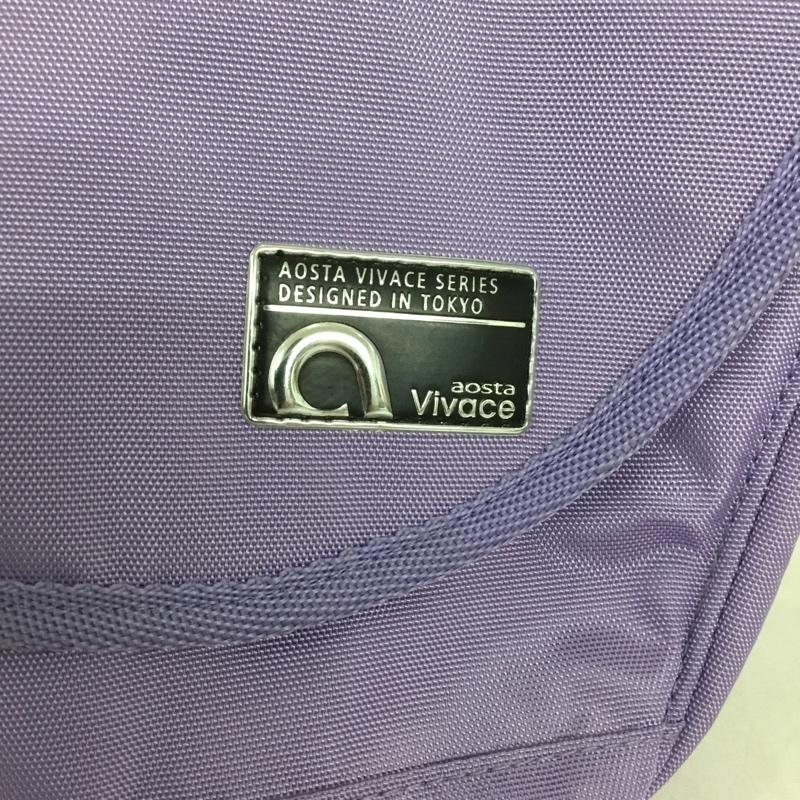 AOSTA VIVACE SERIES
DESIGNED IN TOKYO
aosta
Vivace